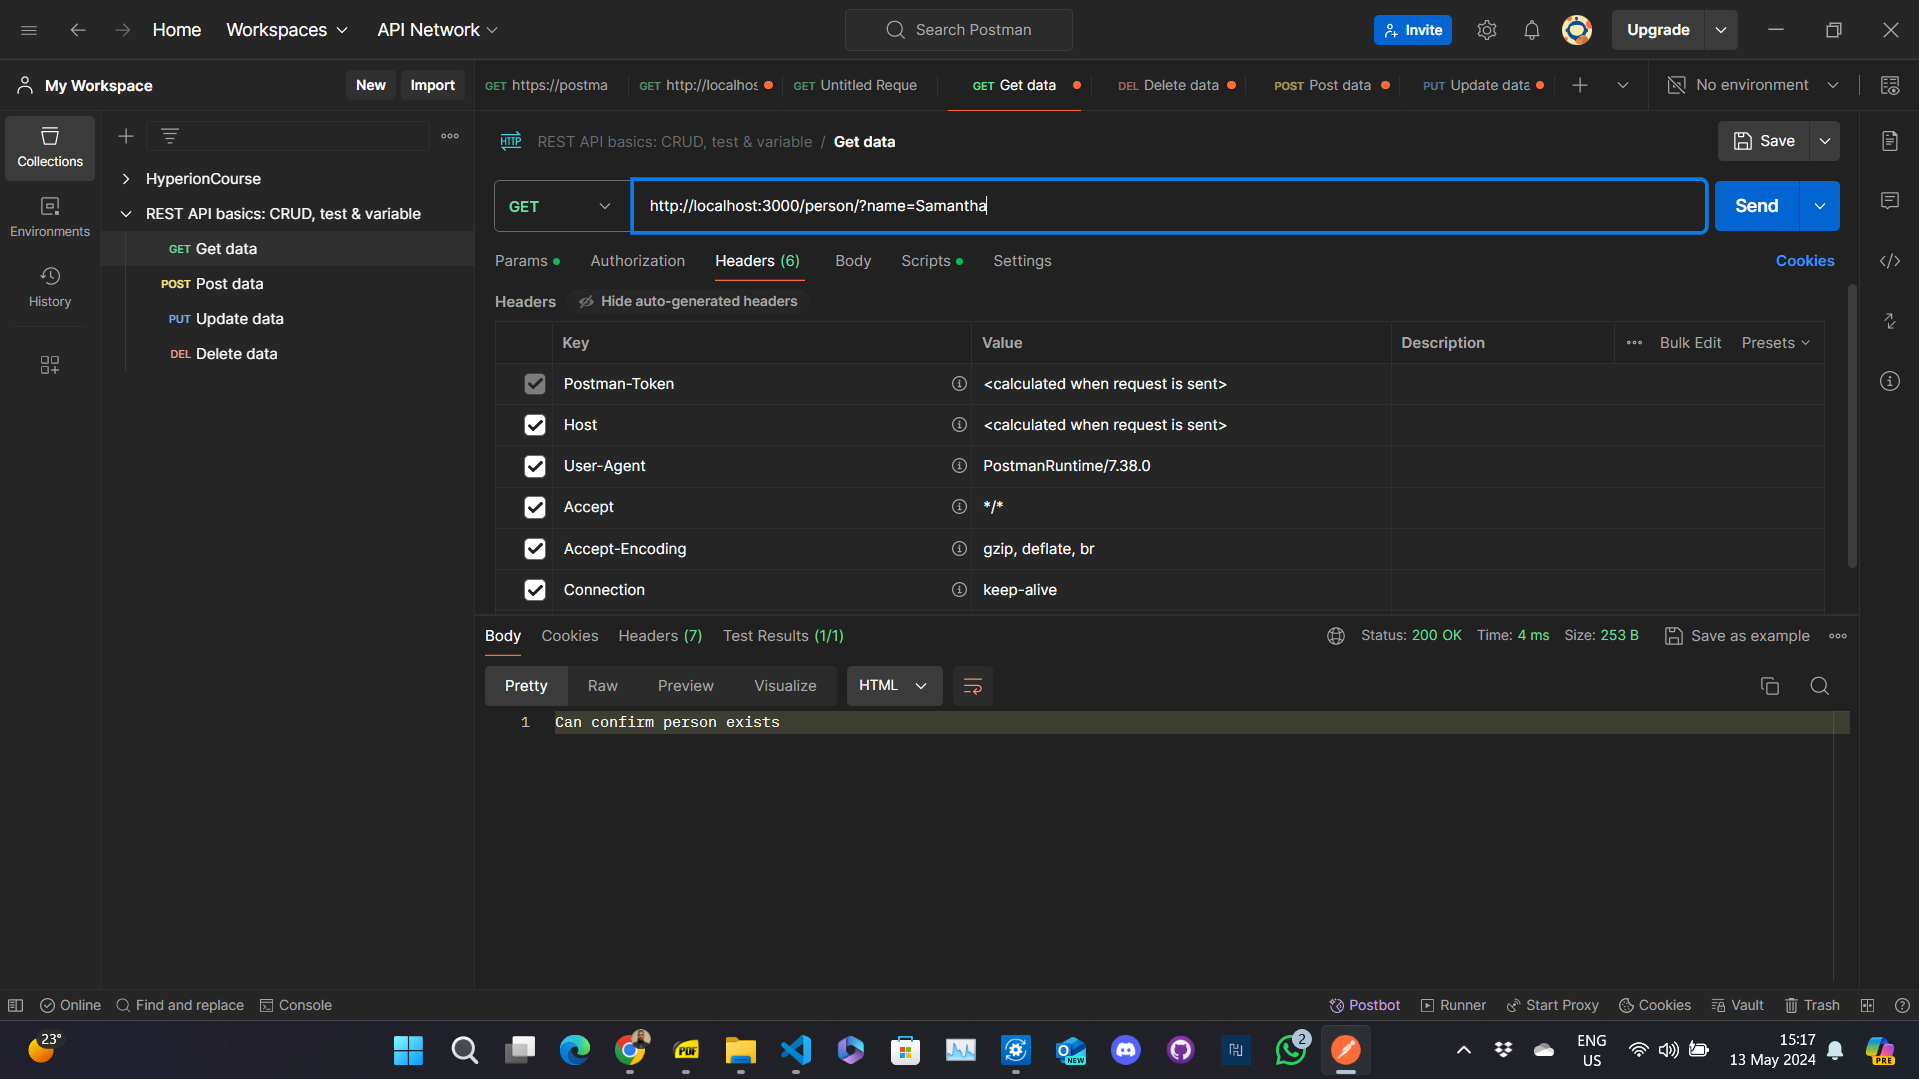 Home Workspaces API Network Search Postman Invite Upgrade
My Workspace New Import GET https://postma GET http://localhos GET Untitled Reque GET Get data DEL Delete data POST Post data PUT Update data No environment
Collections
Environments
History
HyperionCourse
REST API basics: CRUD, test & variable
GET Get data
POST Post data
PUT Update data
DEL Delete data
HTTP REST API basics: CRUD, test & variable / Get data Save
GET http://localhost:3000/person/?name=Samantha Send
Params Authorization Headers (6) Body Scripts Settings Cookies
Headers Hide auto-generated headers
Key Value Description Bulk Edit Presets
Postman-Token <calculated when request is sent>
Host <calculated when request is sent>
User-Agent PostmanRuntime/7.38.0
Accept */*
Accept-Encoding gzip, deflate, br
Connection keep-alive
Body Cookies Headers (7) Test Results (1/1) Status: 200 OK Time: 4 ms Size: 253 B Save as example
Pretty Raw Preview Visualize HTML
1 Can confirm person exists
Online Find and replace Console Postbot Runner Start Proxy Cookies Vault Trash
23° PDF NEW 2 ENG US 15:17 13 May 2024 PRE